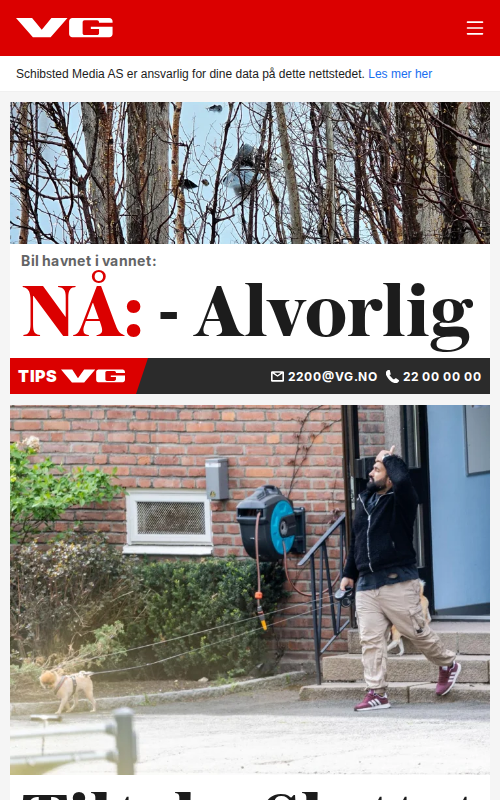 VG
Schibsted Media AS er ansvarlig for dine data på dette nettstedet. Les mer her
Bil havnet i vannet:
NÅ: - Alvorlig
TIPS VG 2200@VG.NO 22 00 00 00